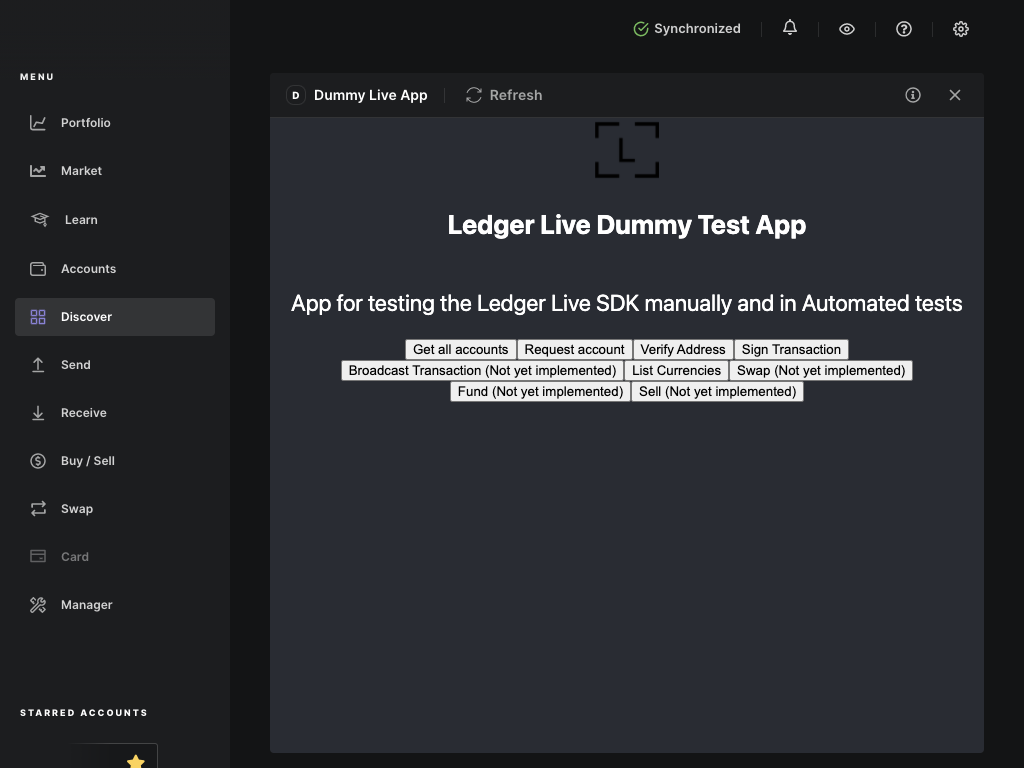 Synchronized
MENU
Portfolio
Market
Learn
Accounts
Discover
Send
Receive
Buy / Sell
Swap
Card
Manager
STARRED ACCOUNTS
D Dummy Live App Refresh
L
Ledger Live Dummy Test App
App for testing the Ledger Live SDK manually and in Automated tests
Get all accounts Request account Verify Address Sign Transaction
Broadcast Transaction (Not yet implemented) List Currencies Swap (Not yet implemented)
Fund (Not yet implemented) Sell (Not yet implemented)